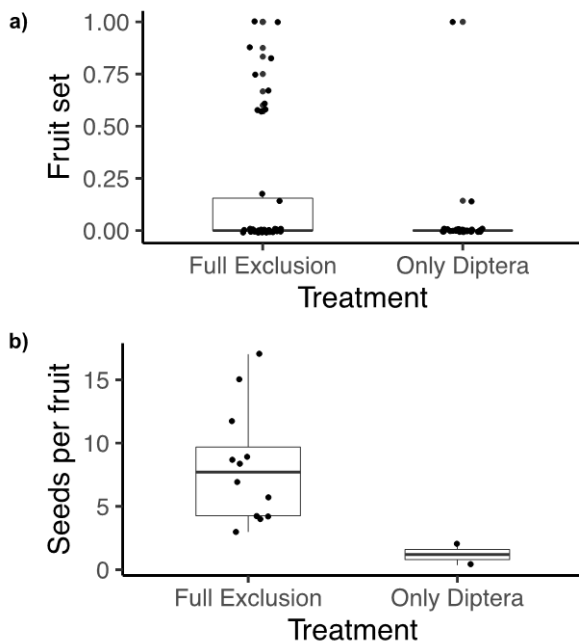 a)
Fruit set
1.00
0.75
0.50
0.25
0.00
Full Exclusion Only Diptera
Treatment
b)
Seeds per fruit
15
10
5
0
Full Exclusion Only Diptera
Treatment